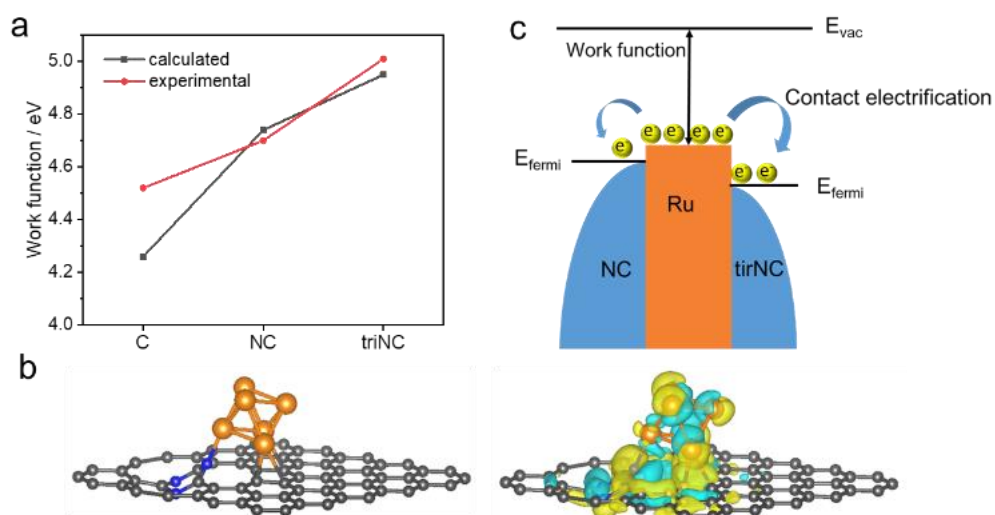 a
calculated
experimental
Work function / eV
5.0
4.8
4.6
4.4
4.2
4.0
C
NC
triNC
c
E_vac
Work function
Contact electrification
e⁻
e⁻ e⁻ e⁻ e⁻
e⁻ e⁻
E_fermi
E_fermi
Ru
NC
tirNC
b